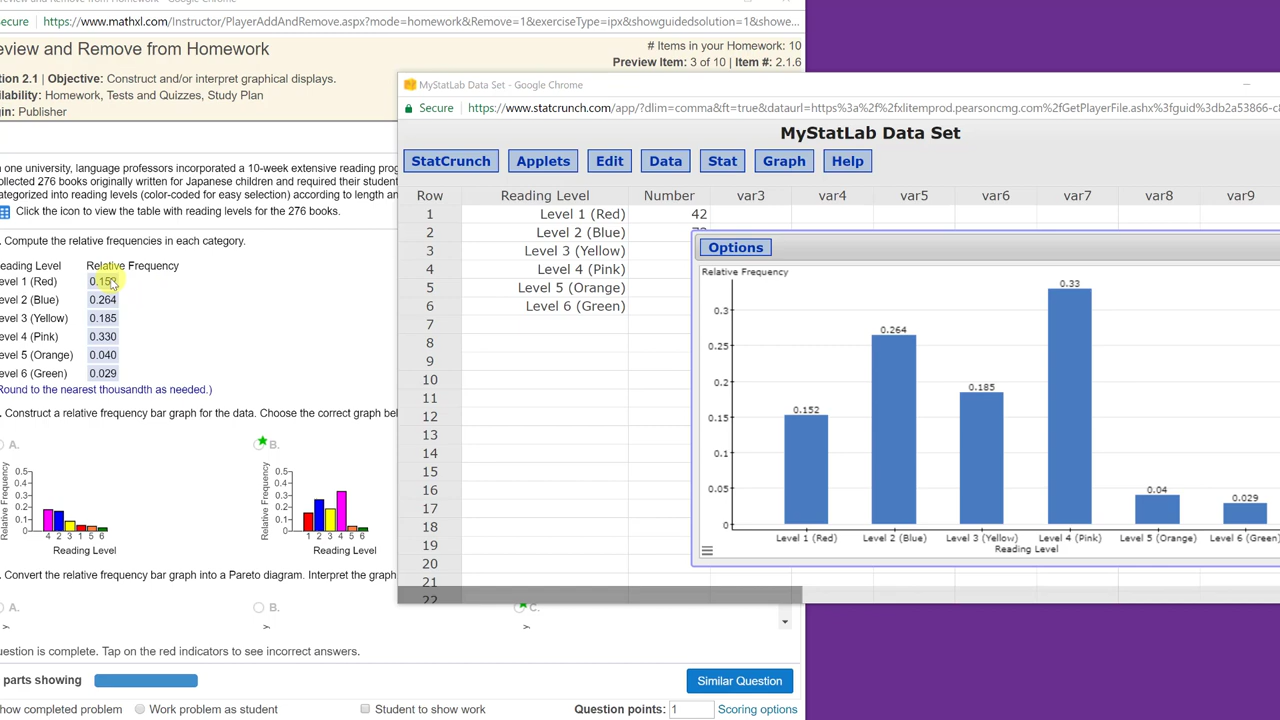 eview and Remove from Homework
Secure https://www.mathxl.com/Instructor/PlayerAddAndRemove.aspx?mode=homework&Remove=1&exerciseType=ipx&showguidedsolution=1&showe...
eview and Remove from Homework
# Items in your Homework: 10
Preview Item: 3 of 10 | Item #: 2.1.6
tion 2.1 | Objective: Construct and/or interpret graphical displays.
ilability: Homework, Tests and Quizzes, Study Plan
gin: Publisher
one university, language professors incorporated a 10-week extensive reading prog
ollected 276 books originally written for Japanese children and required their student
ategorized into reading levels (color-coded for easy selection) according to length an
Click the icon to view the table with reading levels for the 276 books.
. Compute the relative frequencies in each category.
eading Level Relative Frequency
evel 1 (Red) 0.152
evel 2 (Blue) 0.264
evel 3 (Yellow) 0.185
evel 4 (Pink) 0.330
evel 5 (Orange) 0.040
evel 6 (Green) 0.029
Round to the nearest thousandth as needed.)
. Construct a relative frequency bar graph for the data. Choose the correct graph bel
A.
Relative Frequency
0.5
0.4
0.3
0.2
0.1
0
4 2 3 1 5 6
Reading Level
B.
Relative Frequency
0.5
0.4
0.3
0.2
0.1
0
1 2 3 4 5 6
Reading Level
. Convert the relative frequency bar graph into a Pareto diagram. Interpret the graph
A.
B.
C.
uestion is complete. Tap on the red indicators to see incorrect answers.
parts showing
Similar Question
how completed problem Work problem as student Student to show work Question points: 1 Scoring options
MyStatLab Data Set - Google Chrome
Secure https://www.statcrunch.com/app/?dlim=comma&ft=true&dataurl=https%3a%2f%2fxlitemprod.pearsoncmg.com%2fGetPlayerFile.ashx%3fguid%3db2a53866-c8
MyStatLab Data Set
StatCrunch Applets Edit Data Stat Graph Help
Row Reading Level Number var3 var4 var5 var6 var7 var8 var9
1 Level 1 (Red) 42
2 Level 2 (Blue)
3 Level 3 (Yellow)
4 Level 4 (Pink)
5 Level 5 (Orange)
6 Level 6 (Green)
7
8
9
10
11
12
13
14
15
16
17
18
19
20
21
22
Options
Relative Frequency
0.3
0.25
0.2
0.15
0.1
0.05
0
0.152
0.264
0.185
0.33
0.04
0.029
Level 1 (Red) Level 2 (Blue) Level 3 (Yellow) Level 4 (Pink) Level 5 (Orange) Level 6 (Green)
Reading Level